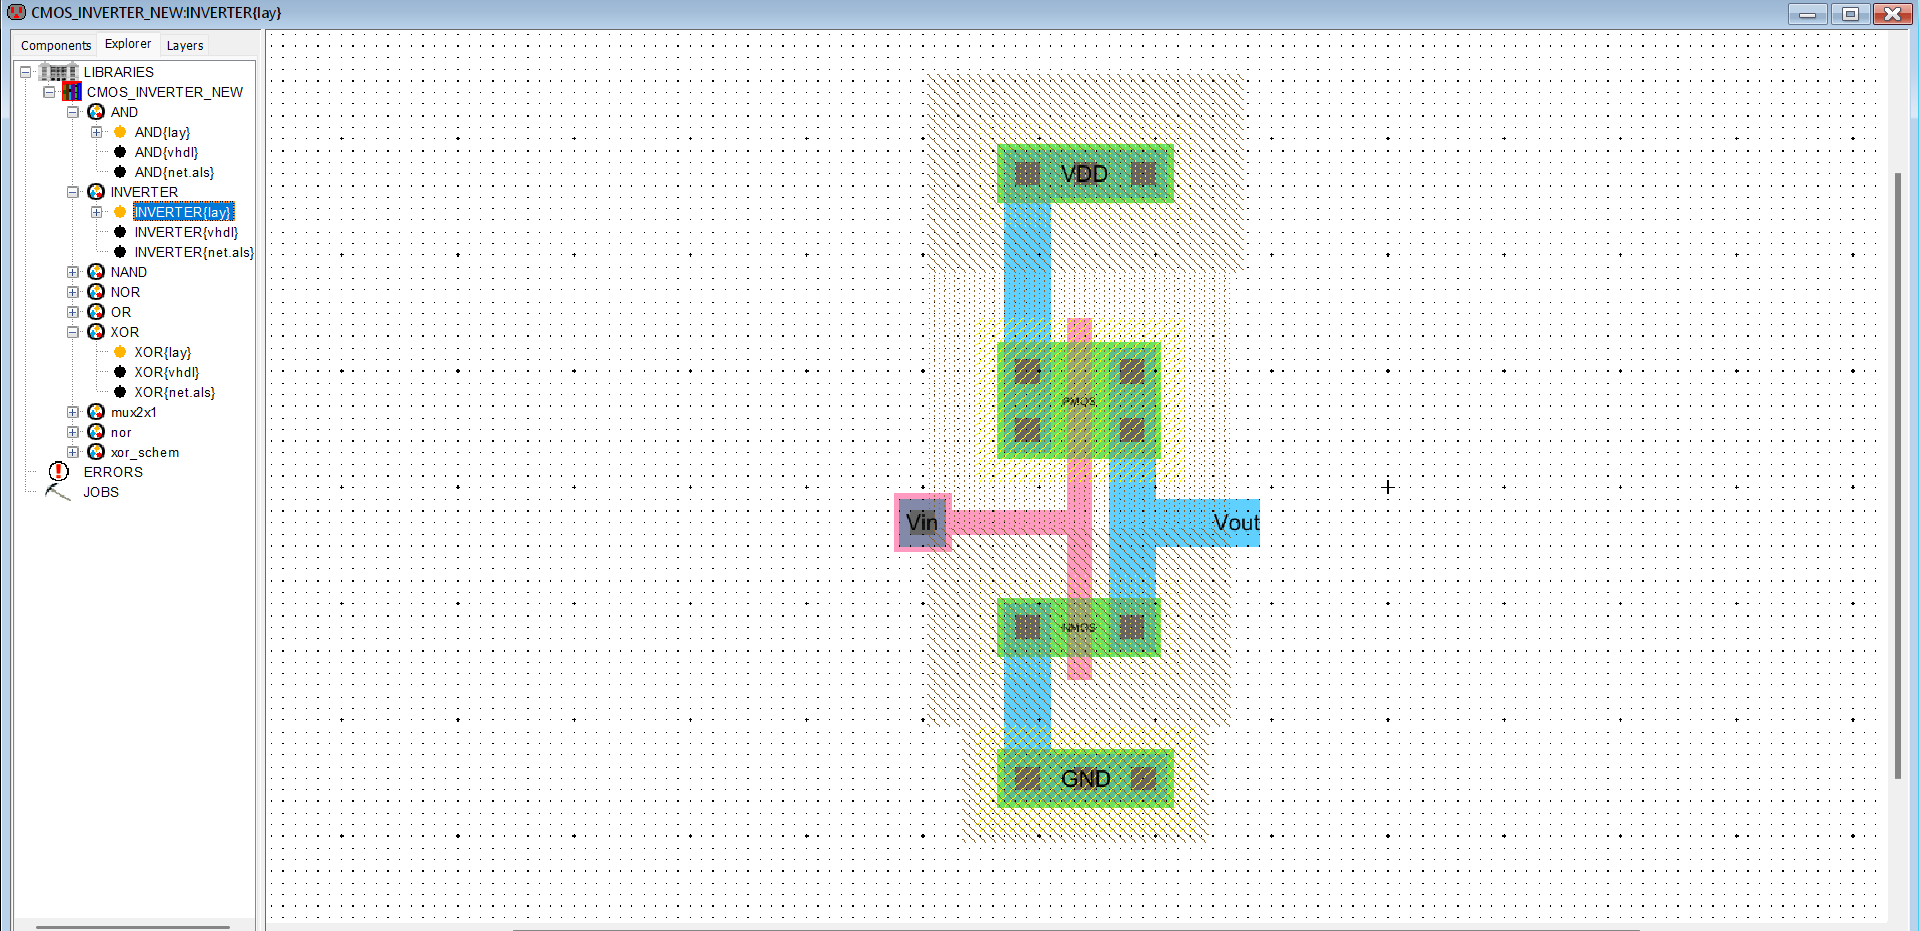 CMOS_INVERTER_NEW:INVERTER{lay}
Components Explorer Layers
LIBRARIES
CMOS_INVERTER_NEW
AND
AND{lay}
AND{vhdl}
AND{net.als}
INVERTER
INVERTER{lay}
INVERTER{vhdl}
INVERTER{net.als}
NAND
NOR
OR
XOR
XOR{lay}
XOR{vhdl}
XOR{net.als}
mux2x1
nor
xor_schem
ERRORS
JOBS
VDD
PMOS
Vin
Vout
NMOS
GND